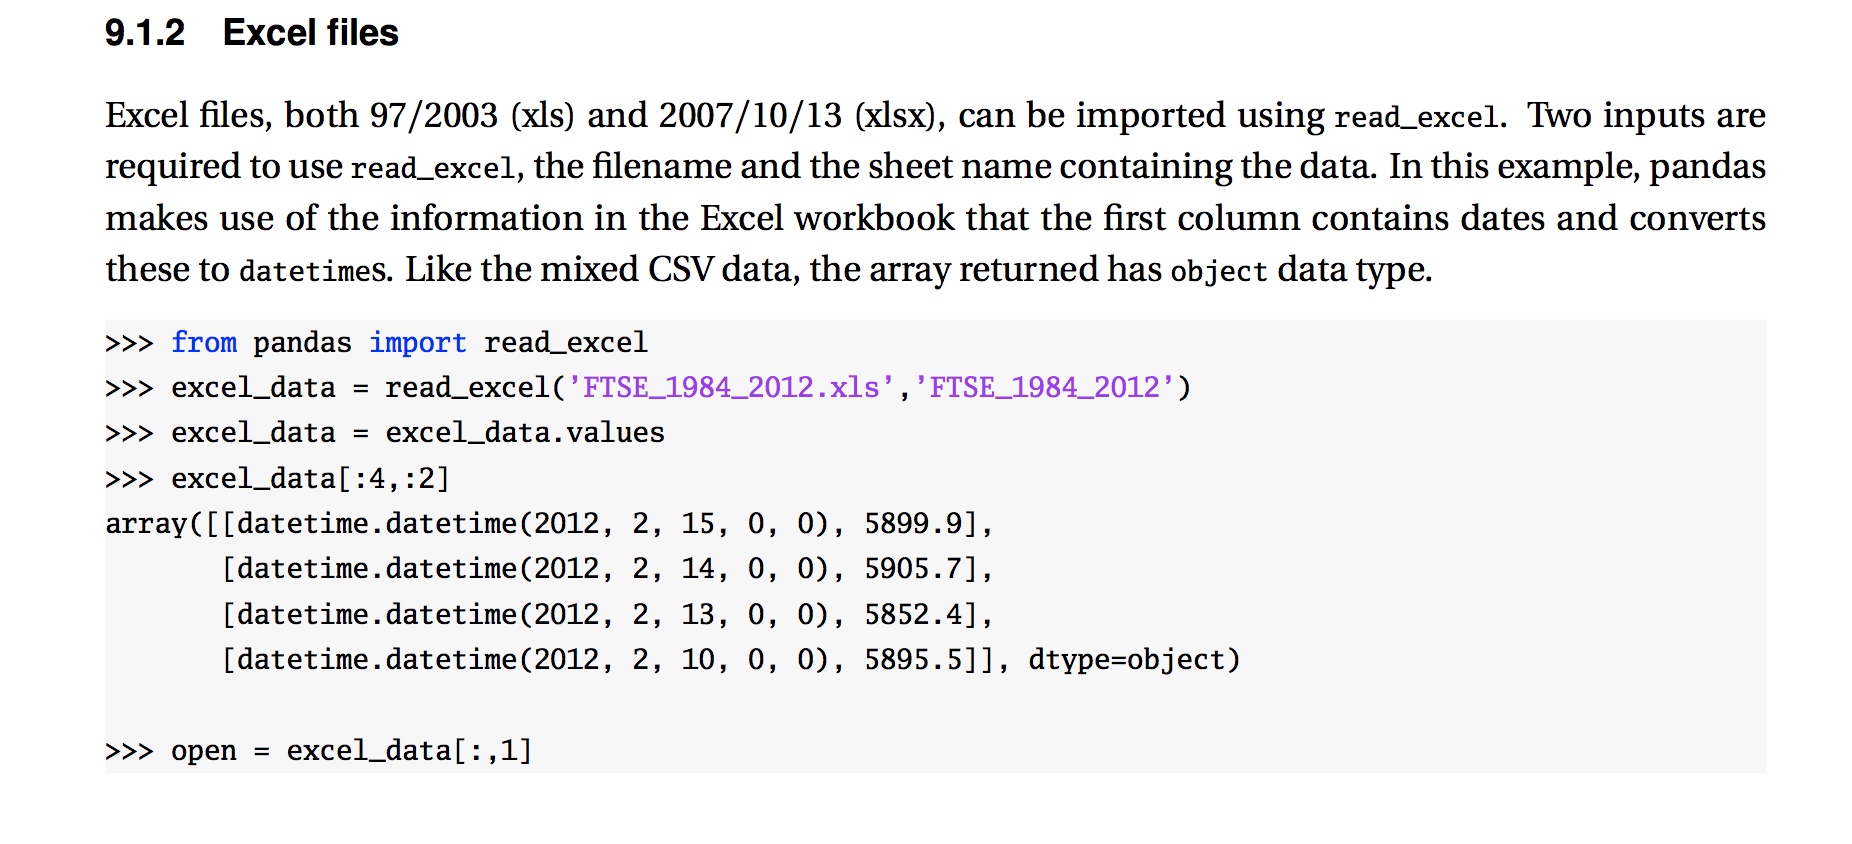 9.1.2 Excel files
Excel files, both 97/2003 (xls) and 2007/10/13 (xlsx), can be imported using read_excel. Two inputs are
required to use read_excel, the filename and the sheet name containing the data. In this example, pandas
makes use of the information in the Excel workbook that the first column contains dates and converts
these to datetimes. Like the mixed CSV data, the array returned has object data type.
>>> from pandas import read_excel
>>> excel_data = read_excel(’FTSE_1984_2012.xls’,’FTSE_1984_2012’)
>>> excel_data = excel_data.values
>>> excel_data[:4,:2]
array([[datetime.datetime(2012, 2, 15, 0, 0), 5899.9],
       [datetime.datetime(2012, 2, 14, 0, 0), 5905.7],
       [datetime.datetime(2012, 2, 13, 0, 0), 5852.4],
       [datetime.datetime(2012, 2, 10, 0, 0), 5895.5]], dtype=object)
>>> open = excel_data[:,1]